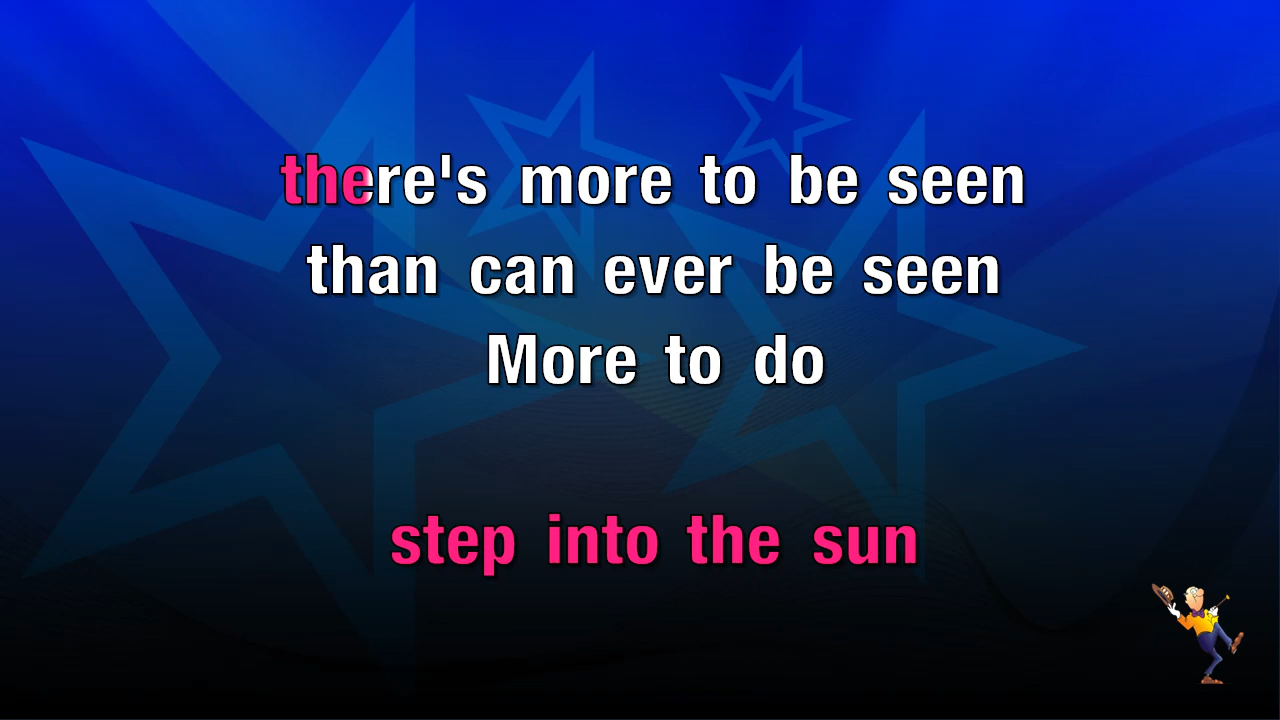 there's more to be seen
than can ever be seen
More to do
step into the sun